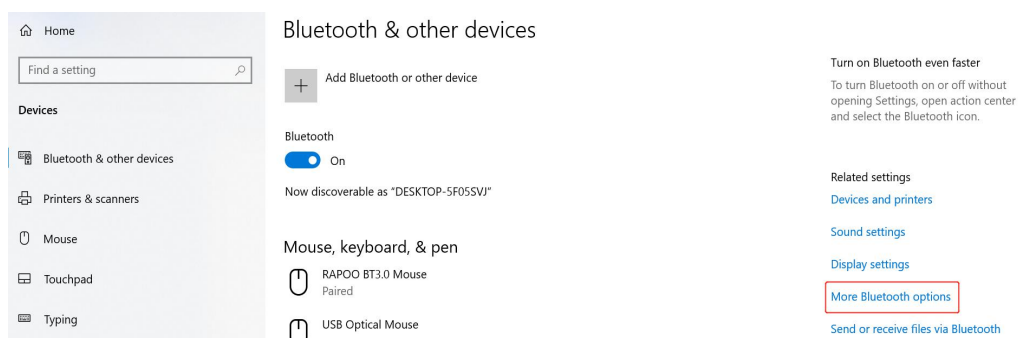 Home
Find a setting
Devices
Bluetooth & other devices
Printers & scanners
Mouse
Touchpad
Typing
Bluetooth & other devices
Add Bluetooth or other device
Bluetooth
On
Now discoverable as “DESKTOP-5F05SVJ”
Mouse, keyboard, & pen
RAPOO BT3.0 Mouse
Paired
USB Optical Mouse
Turn on Bluetooth even faster
To turn Bluetooth on or off without
opening Settings, open action center
and select the Bluetooth icon.
Related settings
Devices and printers
Sound settings
Display settings
More Bluetooth options
Send or receive files via Bluetooth